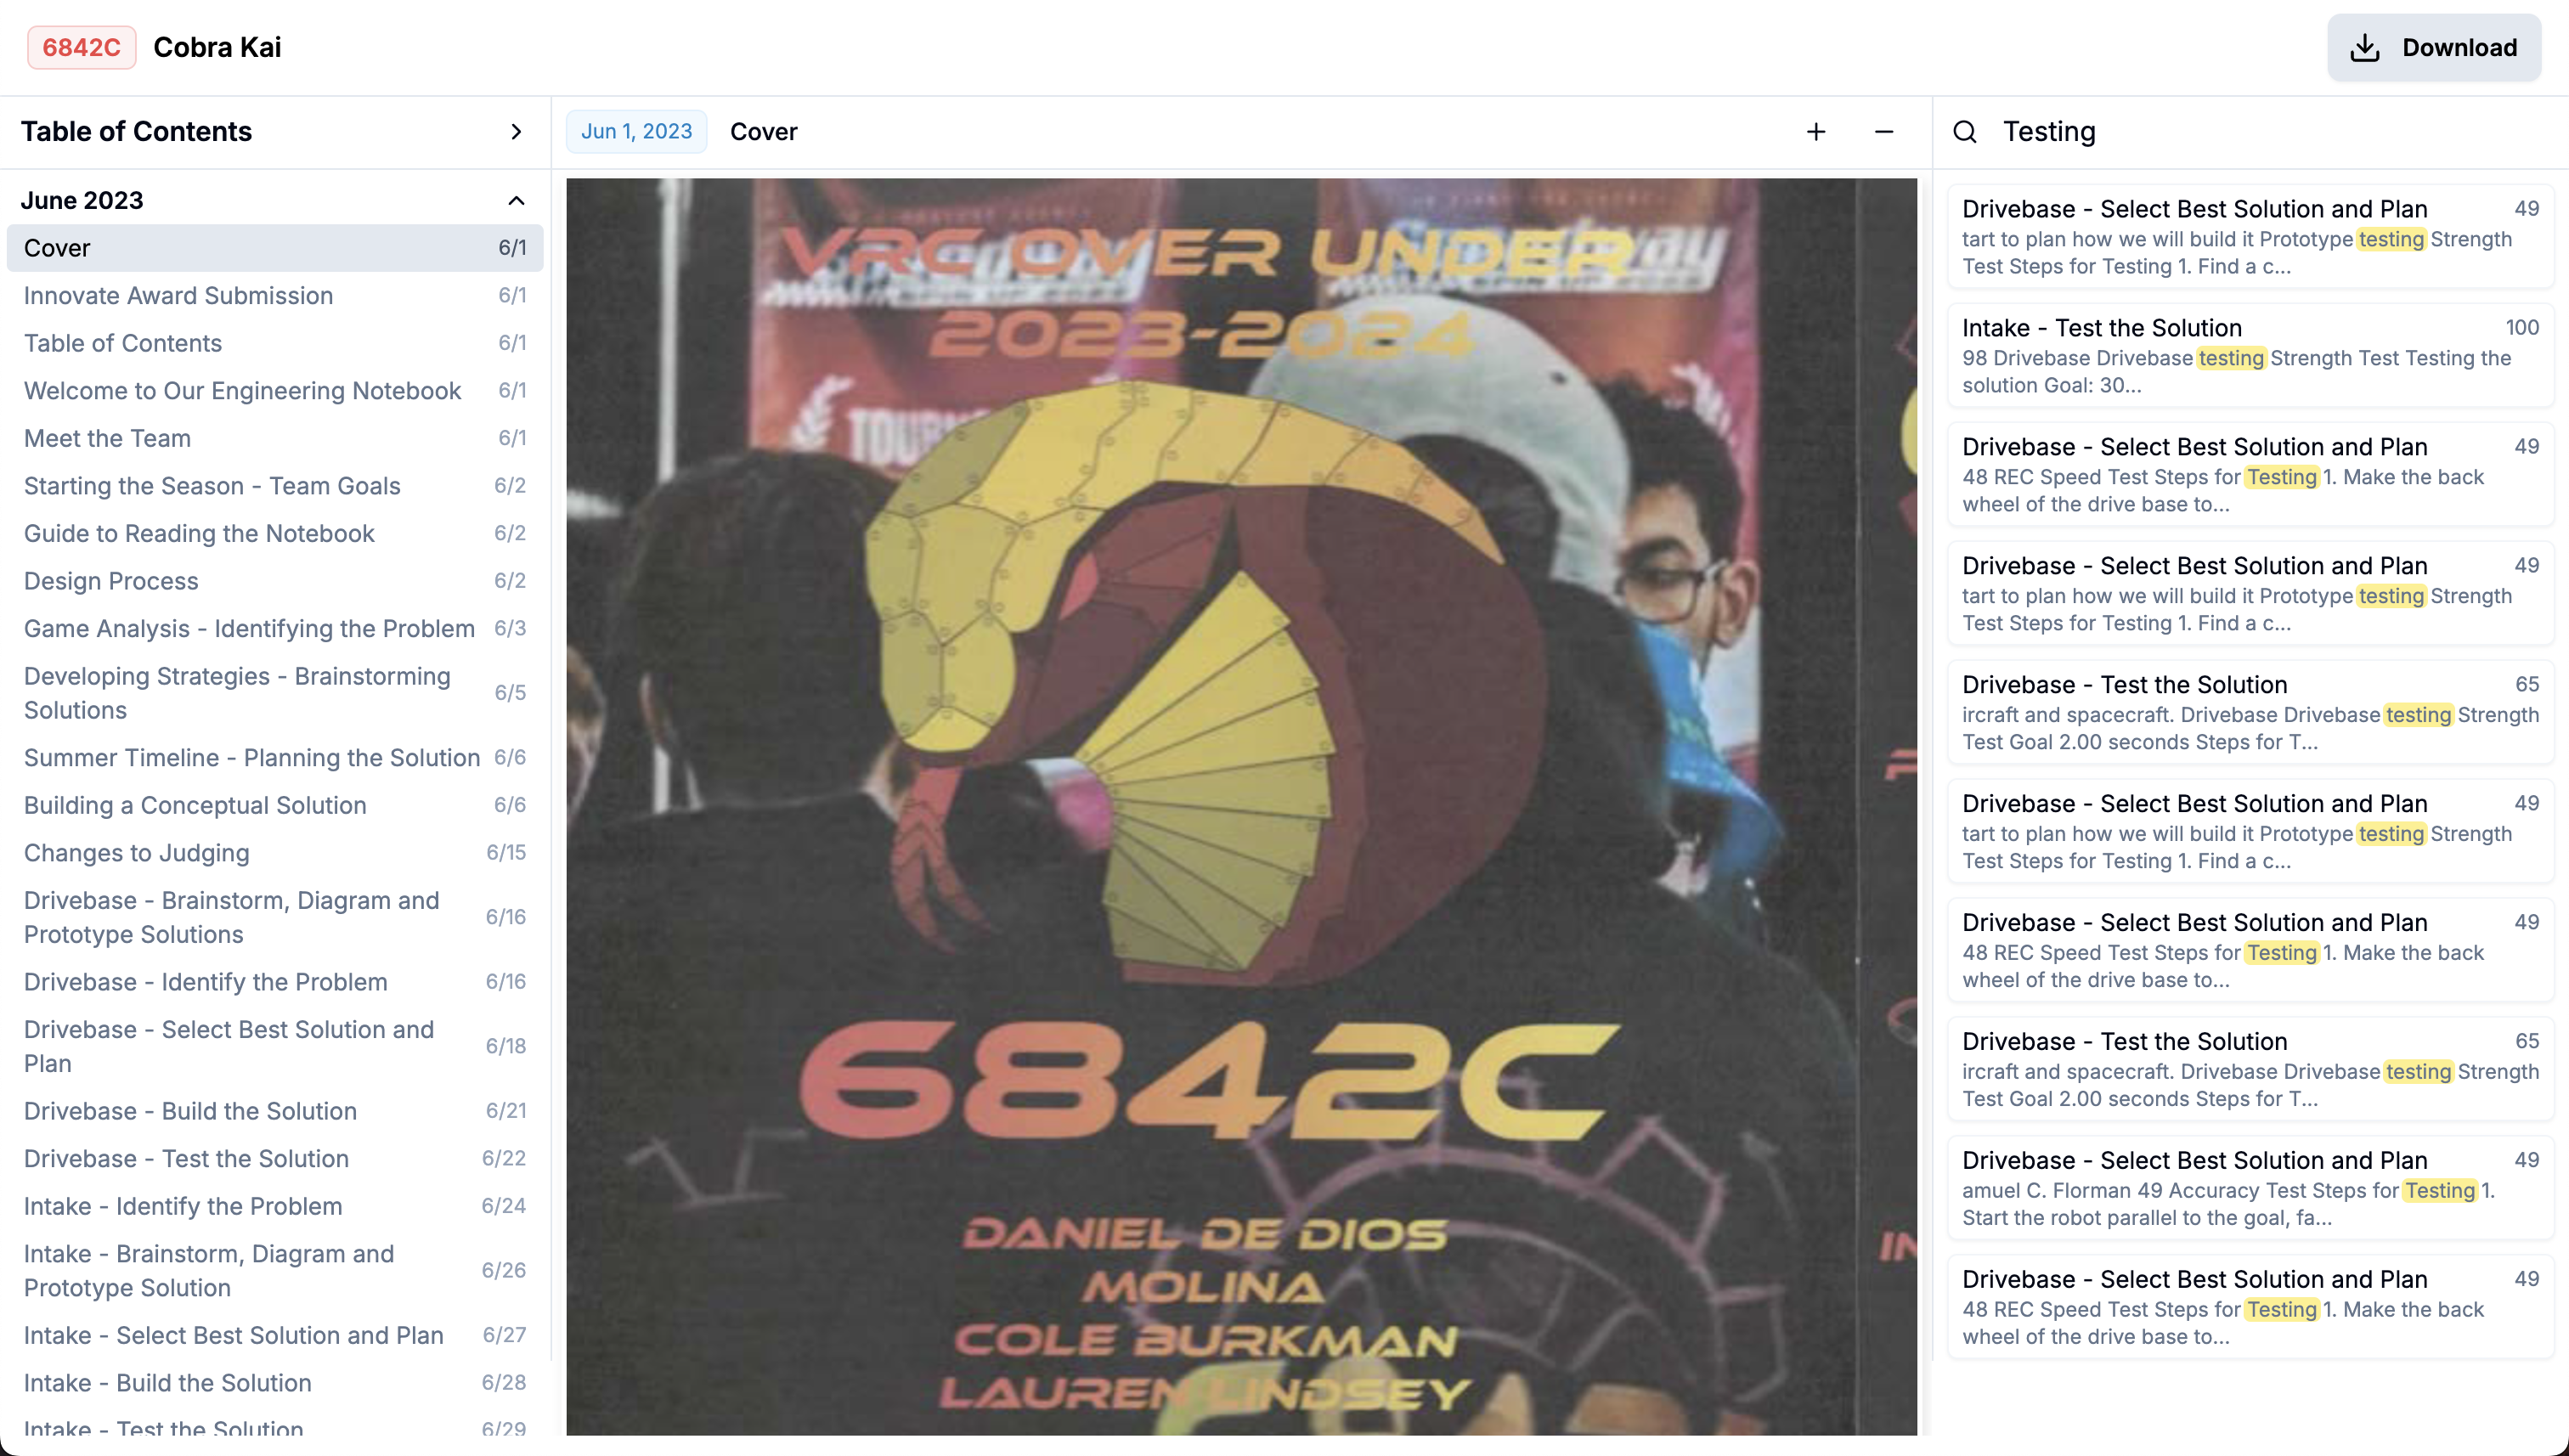 6842C Cobra Kai
Download
Table of Contents
June 2023
Cover 6/1
Innovate Award Submission 6/1
Table of Contents 6/1
Welcome to Our Engineering Notebook 6/1
Meet the Team 6/1
Starting the Season - Team Goals 6/2
Guide to Reading the Notebook 6/2
Design Process 6/2
Game Analysis - Identifying the Problem 6/3
Developing Strategies - Brainstorming
Solutions 6/5
Summer Timeline - Planning the Solution 6/6
Building a Conceptual Solution 6/6
Changes to Judging 6/15
Drivebase - Brainstorm, Diagram and
Prototype Solutions 6/16
Drivebase - Identify the Problem 6/16
Drivebase - Select Best Solution and
Plan 6/18
Drivebase - Build the Solution 6/21
Drivebase - Test the Solution 6/22
Intake - Identify the Problem 6/24
Intake - Brainstorm, Diagram and
Prototype Solution 6/26
Intake - Select Best Solution and Plan 6/27
Intake - Build the Solution 6/28
Intake - Test the Solution 6/29
Jun 1, 2023 Cover
VRC OVER UNDER
2023-2024
6842C
DANIEL DE DIOS
MOLINA
COLE BURKMAN
LAUREN LINDSEY
Testing
Drivebase - Select Best Solution and Plan 49
tart to plan how we will build it Prototype testing Strength
Test Steps for Testing 1. Find a c...
Intake - Test the Solution 100
98 Drivebase Drivebase testing Strength Test Testing the
solution Goal: 30...
Drivebase - Select Best Solution and Plan 49
48 REC Speed Test Steps for Testing 1. Make the back
wheel of the drive base to...
Drivebase - Select Best Solution and Plan 49
tart to plan how we will build it Prototype testing Strength
Test Steps for Testing 1. Find a c...
Drivebase - Test the Solution 65
ircraft and spacecraft. Drivebase Drivebase testing Strength
Test Goal 2.00 seconds Steps for T...
Drivebase - Select Best Solution and Plan 49
tart to plan how we will build it Prototype testing Strength
Test Steps for Testing 1. Find a c...
Drivebase - Select Best Solution and Plan 49
48 REC Speed Test Steps for Testing 1. Make the back
wheel of the drive base to...
Drivebase - Test the Solution 65
ircraft and spacecraft. Drivebase Drivebase testing Strength
Test Goal 2.00 seconds Steps for T...
Drivebase - Select Best Solution and Plan 49
amuel C. Florman 49 Accuracy Test Steps for Testing 1.
Start the robot parallel to the goal, fa...
Drivebase - Select Best Solution and Plan 49
48 REC Speed Test Steps for Testing 1. Make the back
wheel of the drive base to...